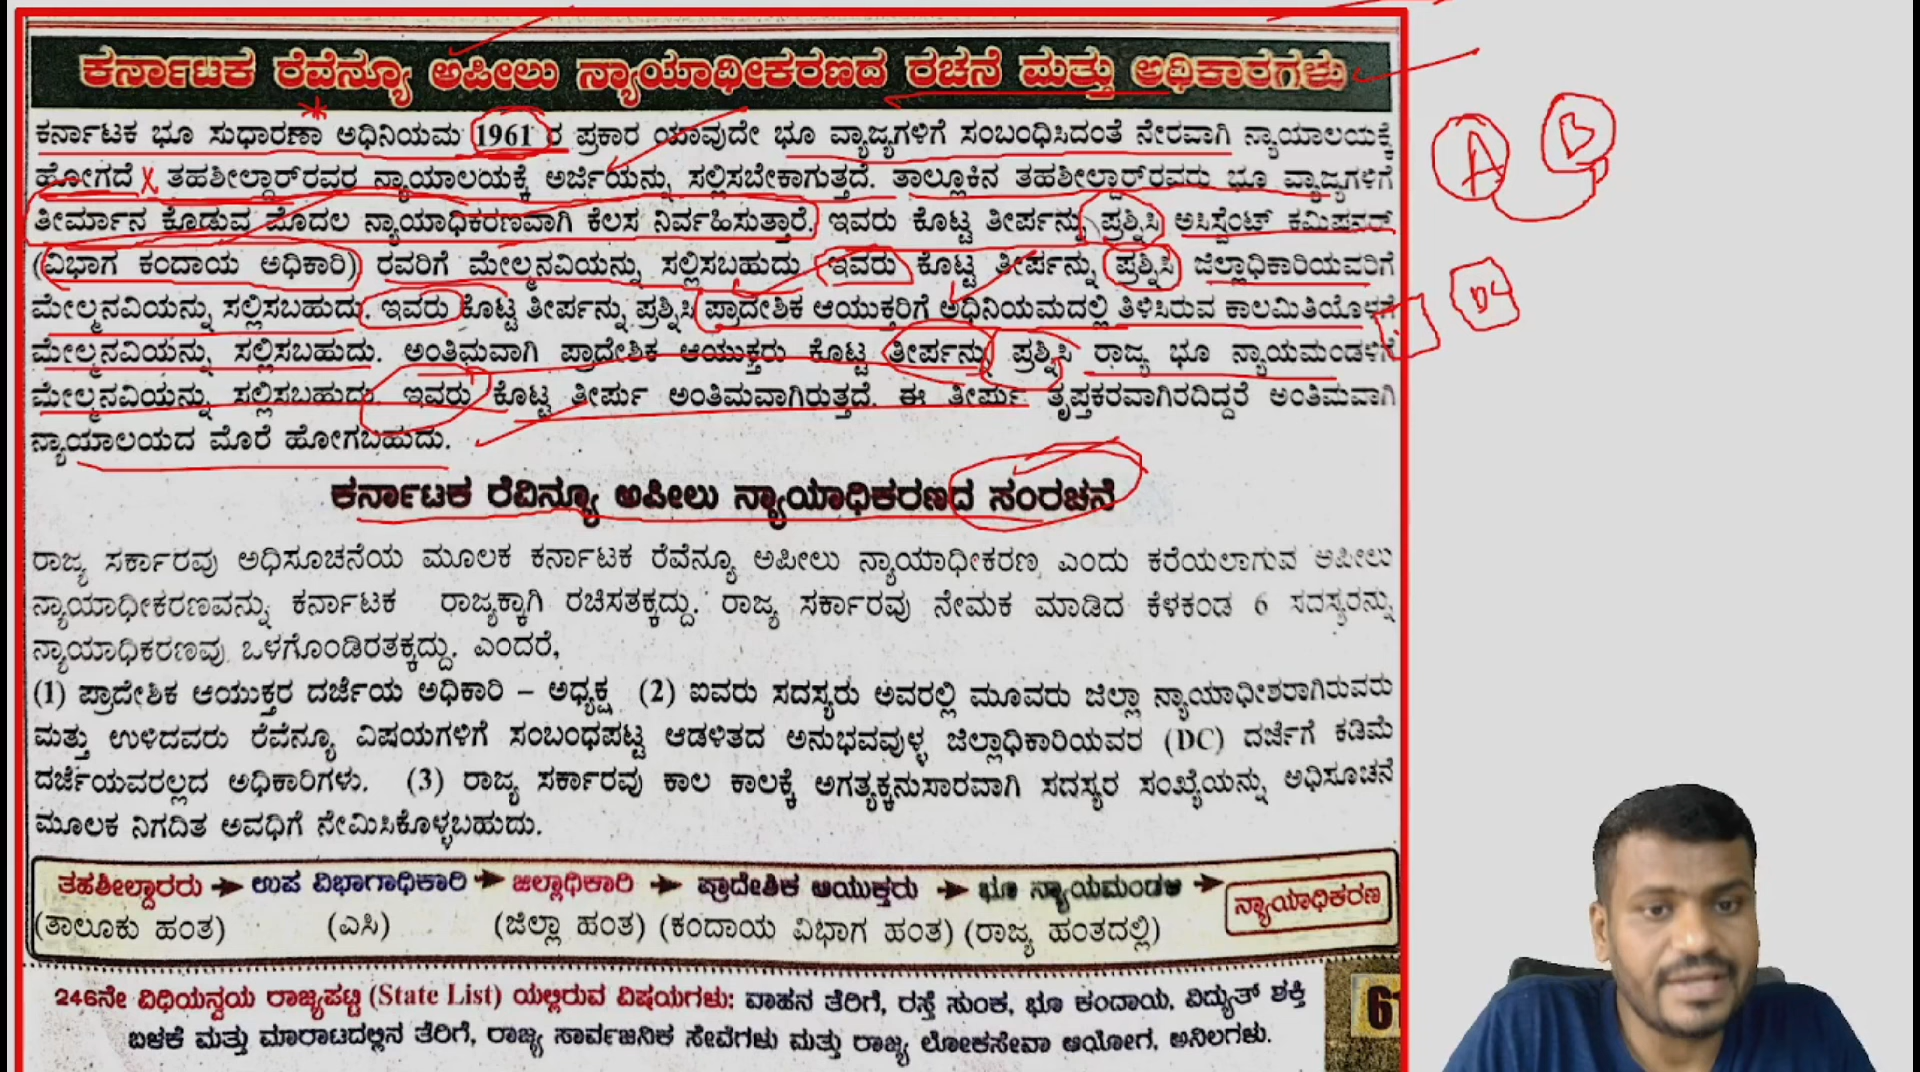 ಕರ್ನಾಟಕ ರೆವೆನ್ಯೂ ಅಪೀಲು ನ್ಯಾಯಾಧೀಕರಣದ ರಚನೆ ಮತ್ತು ಅಧಿಕಾರಗಳು
ಕರ್ನಾಟಕ ಭೂ ಸುಧಾರಣಾ ಅಧಿನಿಯಮ 1961 ರ ಪ್ರಕಾರ ಯಾವುದೇ ಭೂ ವ್ಯಾಜ್ಯಗಳಿಗೆ ಸಂಬಂಧಿಸಿದಂತೆ ನೇರವಾಗಿ ನ್ಯಾಯಾಲಯಕ್ಕೆ
ಹೋಗದೆ ತಹಶೀಲ್ದಾರ್‌ರವರ ನ್ಯಾಯಾಲಯಕ್ಕೆ ಅರ್ಜಿಯನ್ನು ಸಲ್ಲಿಸಬೇಕಾಗುತ್ತದೆ. ತಾಲ್ಲೂಕಿನ ತಹಶೀಲ್ದಾರ್‌ರವರು ಭೂ ವ್ಯಾಜ್ಯಗಳಿಗೆ
ತೀರ್ಮಾನ ಕೊಡುವ ಮೊದಲ ನ್ಯಾಯಾಧಿಕರಣವಾಗಿ ಕೆಲಸ ನಿರ್ವಹಿಸುತ್ತಾರೆ. ಇವರು ಕೊಟ್ಟ ತೀರ್ಪನ್ನು ಪ್ರಶ್ನಿಸಿ ಅಸಿಸ್ಟೆಂಟ್ ಕಮಿಷನರ್
(ವಿಭಾಗ ಕಂದಾಯ ಅಧಿಕಾರಿ) ರವರಿಗೆ ಮೇಲ್ಮನವಿಯನ್ನು ಸಲ್ಲಿಸಬಹುದು ಇವರು ಕೊಟ್ಟ ತೀರ್ಪನ್ನು ಪ್ರಶ್ನಿಸಿ ಜಿಲ್ಲಾಧಿಕಾರಿಯವರಿಗೆ
ಮೇಲ್ಮನವಿಯನ್ನು ಸಲ್ಲಿಸಬಹುದು. ಇವರು ಕೊಟ್ಟ ತೀರ್ಪನ್ನು ಪ್ರಶ್ನಿಸಿ ಪ್ರಾದೇಶಿಕ ಆಯುಕ್ತರಿಗೆ ಅಧಿನಿಯಮದಲ್ಲಿ ತಿಳಿಸಿರುವ ಕಾಲಮಿತಿಯೊಳಗೆ
ಮೇಲ್ಮನವಿಯನ್ನು ಸಲ್ಲಿಸಬಹುದು. ಅಂತಿಮವಾಗಿ ಪ್ರಾದೇಶಿಕ ಆಯುಕ್ತರು ಕೊಟ್ಟ ತೀರ್ಪನ್ನು ಪ್ರಶ್ನಿಸಿ ರಾಜ್ಯ ಭೂ ನ್ಯಾಯಮಂಡಳಿಗೆ
ಮೇಲ್ಮನವಿಯನ್ನು ಸಲ್ಲಿಸಬಹುದು ಇವರು ಕೊಟ್ಟ ತೀರ್ಪು ಅಂತಿಮವಾಗಿರುತ್ತದೆ. ಈ ತೀರ್ಪು ತೃಪ್ತಕರವಾಗಿರದಿದ್ದರೆ ಅಂತಿಮವಾಗಿ
ನ್ಯಾಯಾಲಯದ ಮೊರೆ ಹೋಗಬಹುದು.
ಕರ್ನಾಟಕ ರೆವಿನ್ಯೂ ಅಪೀಲು ನ್ಯಾಯಾಧಿಕರಣದ ಸಂರಚನೆ
ರಾಜ್ಯ ಸರ್ಕಾರವು ಅಧಿಸೂಚನೆಯ ಮೂಲಕ ಕರ್ನಾಟಕ ರೆವೆನ್ಯೂ ಅಪೀಲು ನ್ಯಾಯಾಧೀಕರಣ ಎಂದು ಕರೆಯಲಾಗುವ ಅಪೀಲು
ನ್ಯಾಯಾಧೀಕರಣವನ್ನು ಕರ್ನಾಟಕ ರಾಜ್ಯಕ್ಕಾಗಿ ರಚಿಸತಕ್ಕದ್ದು. ರಾಜ್ಯ ಸರ್ಕಾರವು ನೇಮಕ ಮಾಡಿದ ಕೆಳಕಂಡ 6 ಸದಸ್ಯರನ್ನು
ನ್ಯಾಯಾಧಿಕರಣವು ಒಳಗೊಂಡಿರತಕ್ಕದ್ದು. ಎಂದರೆ,
(1) ಪ್ರಾದೇಶಿಕ ಆಯುಕ್ತರ ದರ್ಜೆಯ ಅಧಿಕಾರಿ – ಅಧ್ಯಕ್ಷ (2) ಐವರು ಸದಸ್ಯರು ಅವರಲ್ಲಿ ಮೂವರು ಜಿಲ್ಲಾ ನ್ಯಾಯಾಧೀಶರಾಗಿರುವರು
ಮತ್ತು ಉಳಿದವರು ರೆವೆನ್ಯೂ ವಿಷಯಗಳಿಗೆ ಸಂಬಂಧಪಟ್ಟ ಆಡಳಿತದ ಅನುಭವವುಳ್ಳ ಜಿಲ್ಲಾಧಿಕಾರಿಯವರ (DC) ದರ್ಜೆಗೆ ಕಡಿಮೆ
ದರ್ಜೆಯವರಲ್ಲದ ಅಧಿಕಾರಿಗಳು. (3) ರಾಜ್ಯ ಸರ್ಕಾರವು ಕಾಲ ಕಾಲಕ್ಕೆ ಅಗತ್ಯಕ್ಕನುಸಾರವಾಗಿ ಸದಸ್ಯರ ಸಂಖ್ಯೆಯನ್ನು ಅಧಿಸೂಚನೆ
ಮೂಲಕ ನಿಗದಿತ ಅವಧಿಗೆ ನೇಮಿಸಿಕೊಳ್ಳಬಹುದು.
ತಹಶೀಲ್ದಾರರು ➤ ಉಪ ವಿಭಾಗಾಧಿಕಾರಿ ➤ ಜಿಲ್ಲಾಧಿಕಾರಿ ➤ ಪ್ರಾದೇಶಿಕ ಆಯುಕ್ತರು ➤ ಭೂ ನ್ಯಾಯಮಂಡಳಿ ➤ ನ್ಯಾಯಾಧಿಕರಣ
(ತಾಲೂಕು ಹಂತ) (ಎಸಿ) (ಜಿಲ್ಲಾ ಹಂತ) (ಕಂದಾಯ ವಿಭಾಗ ಹಂತ) (ರಾಜ್ಯ ಹಂತದಲ್ಲಿ)
246ನೇ ವಿಧಿಯನ್ವಯ ರಾಜ್ಯಪಟ್ಟಿ (State List) ಯಲ್ಲಿರುವ ವಿಷಯಗಳು: ವಾಹನ ತೆರಿಗೆ, ರಸ್ತೆ ಸುಂಕ, ಭೂ ಕಂದಾಯ, ವಿದ್ಯುತ್ ಶಕ್ತಿ
ಬಳಕೆ ಮತ್ತು ಮಾರಾಟದಲ್ಲಿನ ತೆರಿಗೆ, ರಾಜ್ಯ ಸಾರ್ವಜನಿಕ ಸೇವೆಗಳು ಮತ್ತು ರಾಜ್ಯ ಲೋಕಸೇವಾ ಆಯೋಗ, ಅನಿಲಗಳು.
A
B
DC